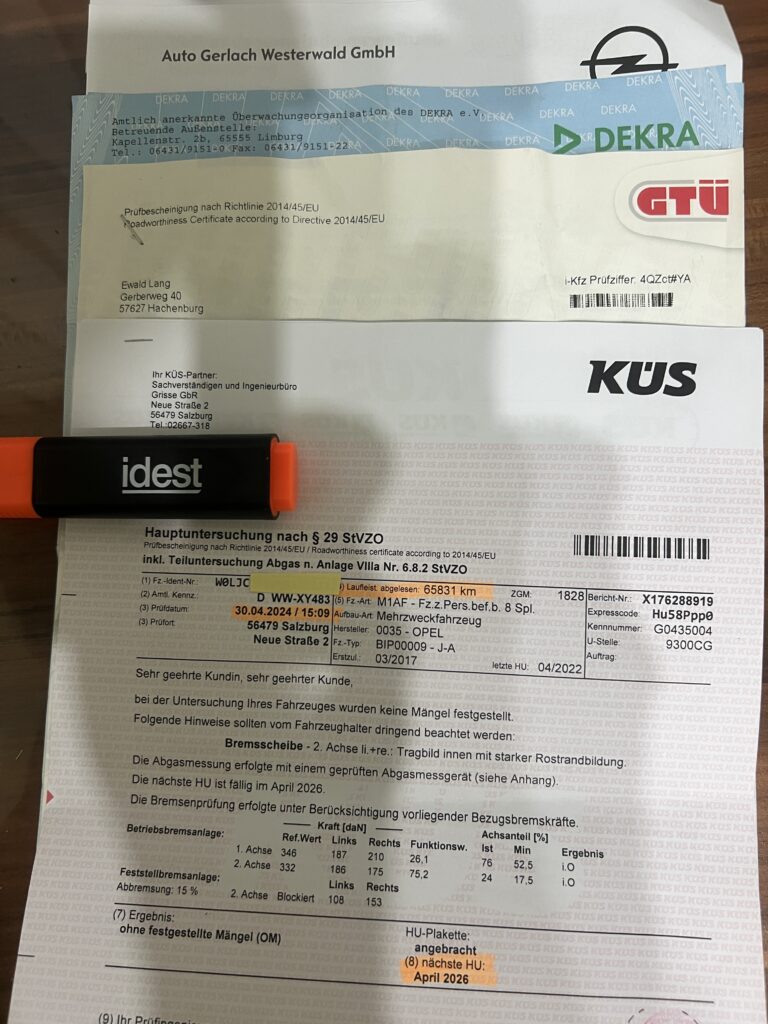 Auto Gerlach Westerwald GmbH
DEKRA DEKRA DEKRA DEKRA DEKRA DEKRA
Amtlich anerkannte Überwachungsorganisation des DEKRA e.V
Betreuende Außenstelle:
Kapellenstr. 2b, 65555 Limburg
Tel.: 06431/9151-0 Fax: 06431/9151-22
DEKRA
GTÜ
Prüfbescheinigung nach Richtlinie 2014/45/EU
Roadworthiness Certificate according to Directive 2014/45/EU
Ewald Lang
Gerberweg 40
57627 Hachenburg
i-Kfz Prüfziffer: 4QZct#YA
KÜS
Ihr KÜS-Partner:
Sachverständigen und Ingenieurbüro
Grisse GbR
Neue Straße 2
56479 Salzburg
Tel.:02667-318
idest
Hauptuntersuchung nach § 29 StVZO
Prüfbescheinigung nach Richtlinie 2014/45/EU / Roadworthiness certificate according to 2014/45/EU
inkl. Teiluntersuchung Abgas n. Anlage VIIIa Nr. 6.8.2 StVZO
(1) Fz.-Ident-Nr.: W0LJC
(2) Amtl. Kennz.: D WW-XY483
(3) Prüfdatum: 30.04.2024 / 15:09
(3) Prüfort: 56479 Salzburg
Neue Straße 2
Laufleist. abgelesen: 65831 km ZGM: 1828
(5) Fz.-Art: M1AF - Fz.z.Pers.bef.b. 8 Spl.
Aufbau-Art: Mehrzweckfahrzeug
Hersteller: 0035 - OPEL
Fz.-Typ: BIP00009 - J-A
Erstzul.: 03/2017 letzte HU: 04/2022
Bericht-Nr.: X176288919
Expresscode: Hu58Ppp0
Kennnummer: G0435004
U-Stelle: 9300CG
Auftrag:
Sehr geehrte Kundin, sehr geehrter Kunde,
bei der Untersuchung Ihres Fahrzeuges wurden keine Mängel festgestellt.
Folgende Hinweise sollten vom Fahrzeughalter dringend beachtet werden:
Bremsscheibe - 2. Achse li.+re.: Tragbild innen mit starker Rostrandbildung.
Die Abgasmessung erfolgte mit einem geprüften Abgasmessgerät (siehe Anhang).
Die nächste HU ist fällig im April 2026.
Die Bremsenprüfung erfolgte unter Berücksichtigung vorliegender Bezugsbremskräfte.
Kraft [daN] Achsanteil [%]
Betriebsbremsanlage: Ref.Wert Links Rechts Funktionsw. Ist Min Ergebnis
1. Achse 346 187 210 26,1 76 52,5 i.O
2. Achse 332 186 175 75,2 24 17,5 i.O
Feststellbremsanlage: Links Rechts
Abbremsung: 15 % 2. Achse Blockiert 108 153
(7) Ergebnis:
ohne festgestellte Mängel (OM)
HU-Plakette:
angebracht
(8) nächste HU:
April 2026